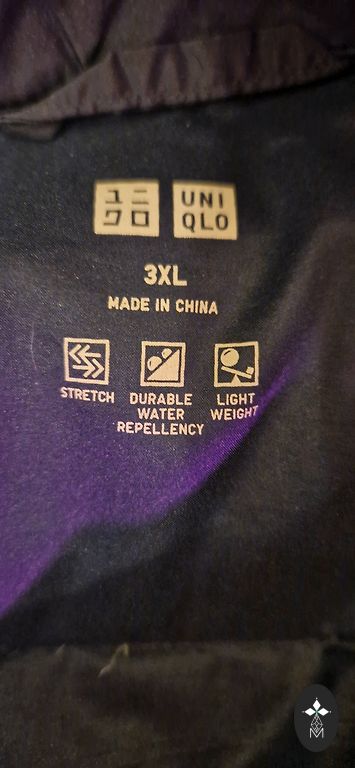 ユニ UNI
クロ QLO
3XL
MADE IN CHINA
STRETCH
DURABLE
WATER
REPELLENCY
LIGHT
WEIGHT
M